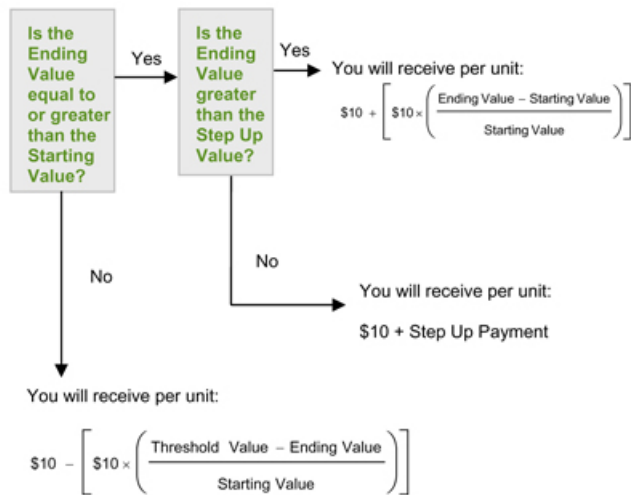 Is the
Ending
Value
equal to
or greater
than the
Starting
Value?
Yes
Is the
Ending
Value
greater
than the
Step Up
Value?
Yes
You will receive per unit:
$10 + [ $10 × ( Ending Value – Starting Value
Starting Value ) ]
No
No
You will receive per unit:
$10 + Step Up Payment
You will receive per unit:
$10 – [ $10 × ( Threshold Value – Ending Value
Starting Value ) ]